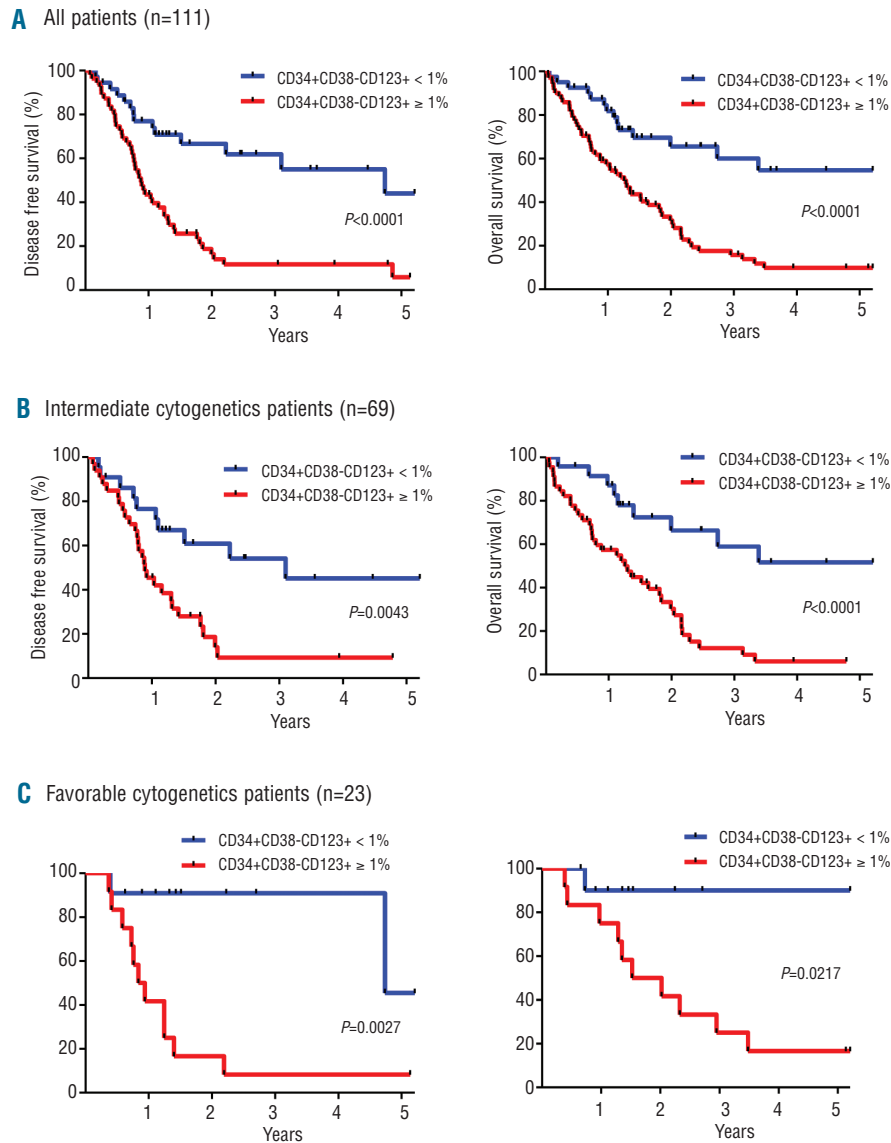 A All patients (n=111)
CD34+CD38-CD123+ < 1%
CD34+CD38-CD123+ ≥ 1%
Disease free survival (%)
100
80
60
40
20
0
P<0.0001
1 2 3 4 5
Years
CD34+CD38-CD123+ < 1%
CD34+CD38-CD123+ ≥ 1%
Overall survival (%)
100
80
60
40
20
0
P<0.0001
1 2 3 4 5
Years
B Intermediate cytogenetics patients (n=69)
CD34+CD38-CD123+ < 1%
CD34+CD38-CD123+ ≥ 1%
Disease free survival (%)
100
80
60
40
20
0
P=0.0043
1 2 3 4 5
Years
CD34+CD38-CD123+ < 1%
CD34+CD38-CD123+ ≥ 1%
Overall survival (%)
100
80
60
40
20
0
P<0.0001
1 2 3 4 5
Years
C Favorable cytogenetics patients (n=23)
CD34+CD38-CD123+ < 1%
CD34+CD38-CD123+ ≥ 1%
100
80
60
40
20
0
P=0.0027
1 2 3 4 5
Years
CD34+CD38-CD123+ < 1%
CD34+CD38-CD123+ ≥ 1%
100
80
60
40
20
0
P=0.0217
1 2 3 4 5
Years